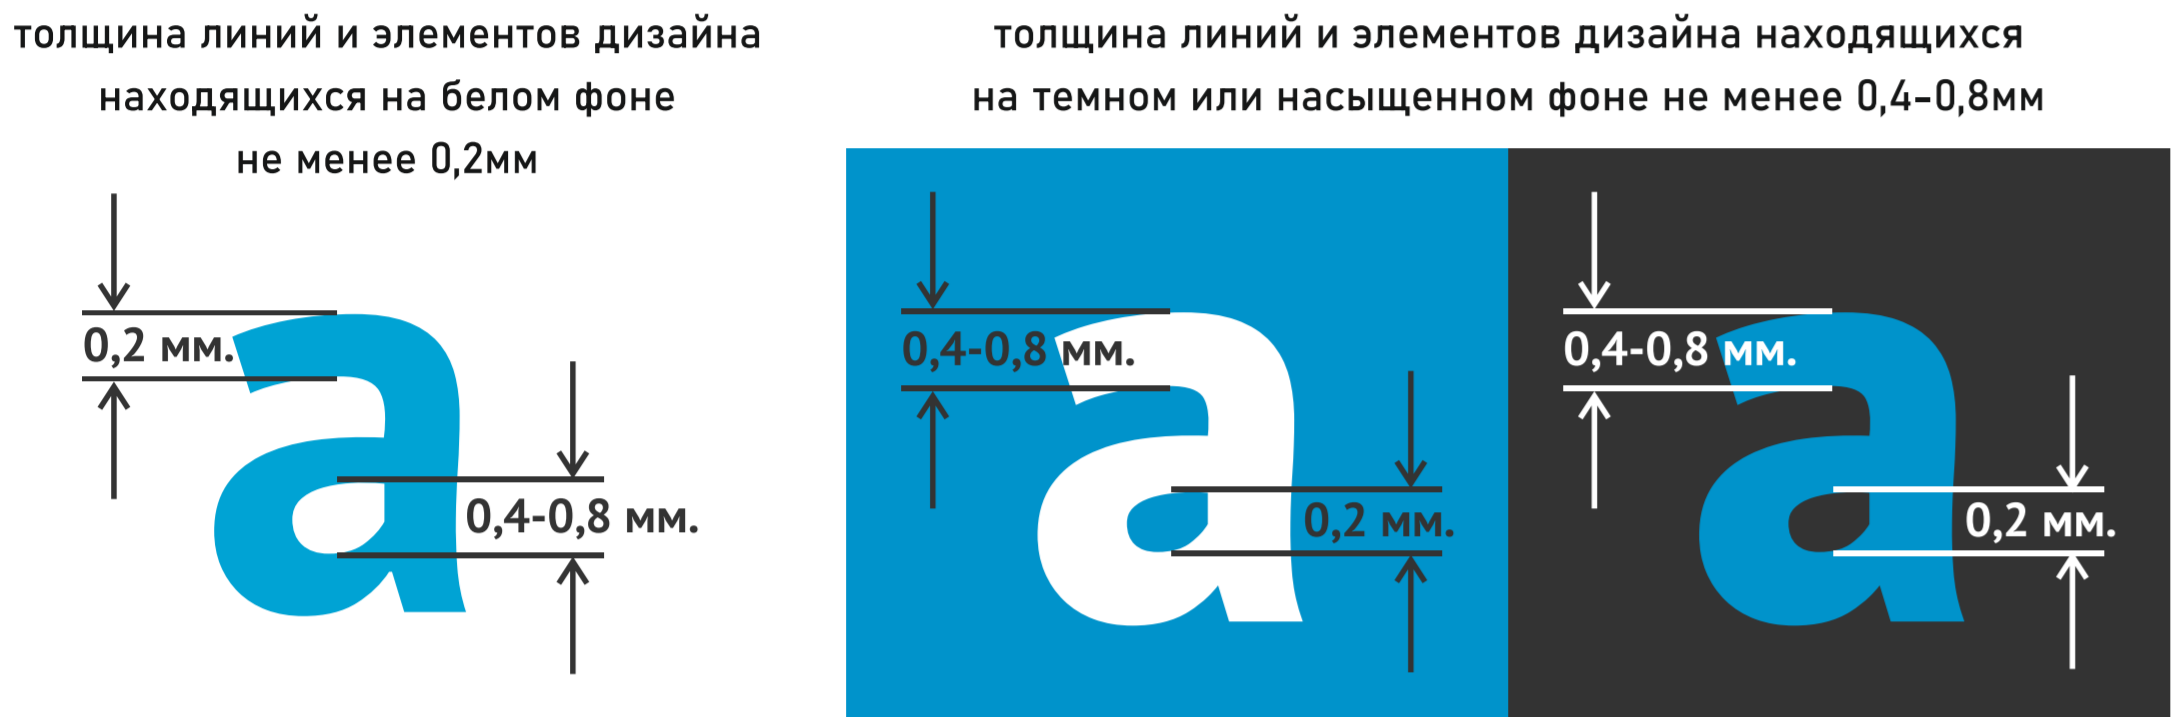 толщина линий и элементов дизайна
находящихся на белом фоне
не менее 0,2мм
0,2 мм.
0,4-0,8 мм.
толщина линий и элементов дизайна находящихся
на темном или насыщенном фоне не менее 0,4-0,8мм
0,4-0,8 мм.
0,2 мм.
0,4-0,8 мм.
0,2 мм.
a
a
a